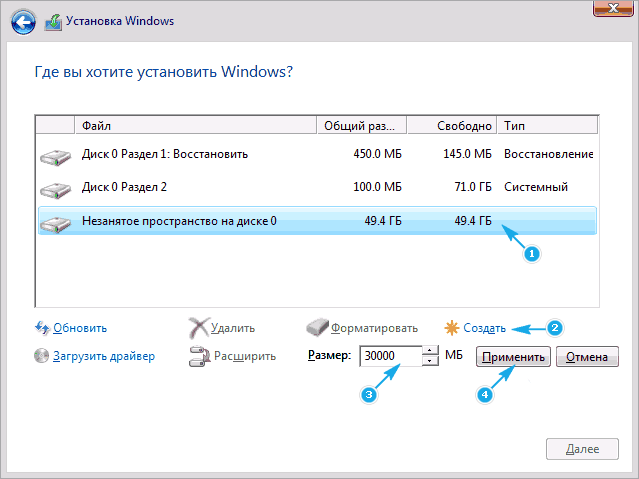 Установка Windows
Где вы хотите установить Windows?
Файл Общий раз... Свободно Тип
Диск 0 Раздел 1: Восстановить 450.0 МБ 145.0 МБ Восстановление
Диск 0 Раздел 2 100.0 МБ 71.0 ГБ Системный
Незанятое пространство на диске 0 49.4 ГБ 49.4 ГБ
1
Обновить Удалить Форматировать Создать 2
Загрузить драйвер Расширить Размер: 30000 МБ Применить Отмена
3 4
Далее